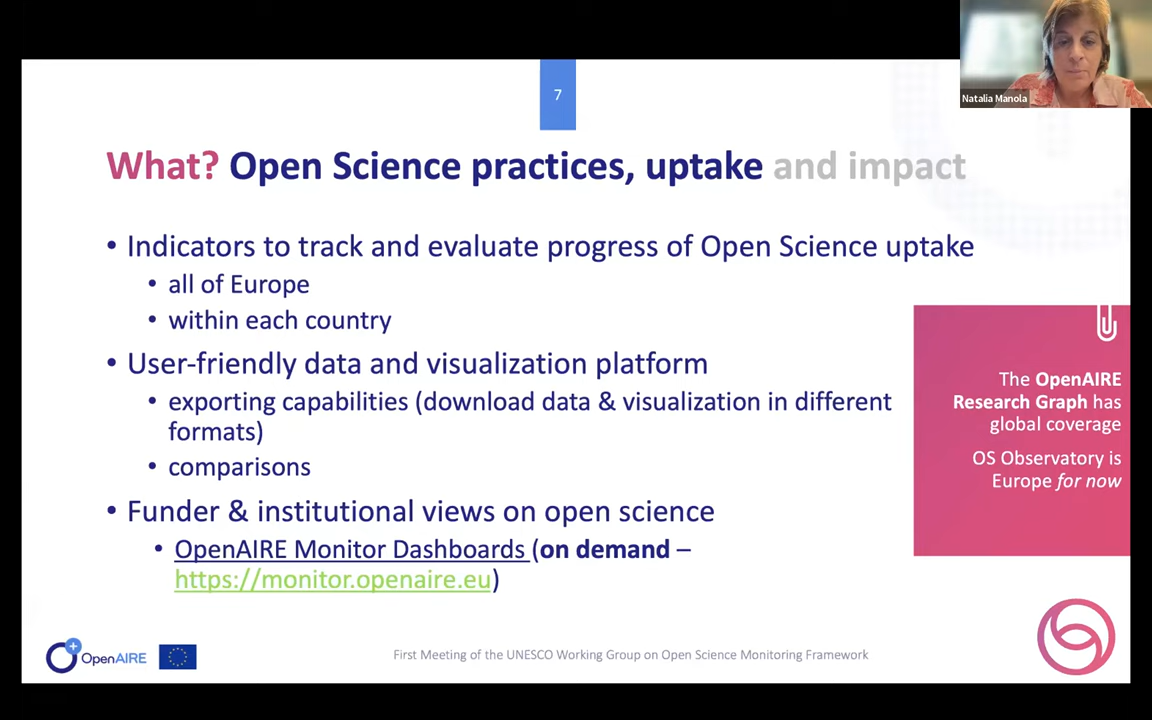 Natalia Manola
7
What? Open Science practices, uptake and impact
• Indicators to track and evaluate progress of Open Science uptake
• all of Europe
• within each country
• User-friendly data and visualization platform
• exporting capabilities (download data & visualization in different
formats)
• comparisons
• Funder & institutional views on open science
• OpenAIRE Monitor Dashboards (on demand –
https://monitor.openaire.eu)
The OpenAIRE
Research Graph has
global coverage
OS Observatory is
Europe for now
OpenAIRE
First Meeting of the UNESCO Working Group on Open Science Monitoring Framework